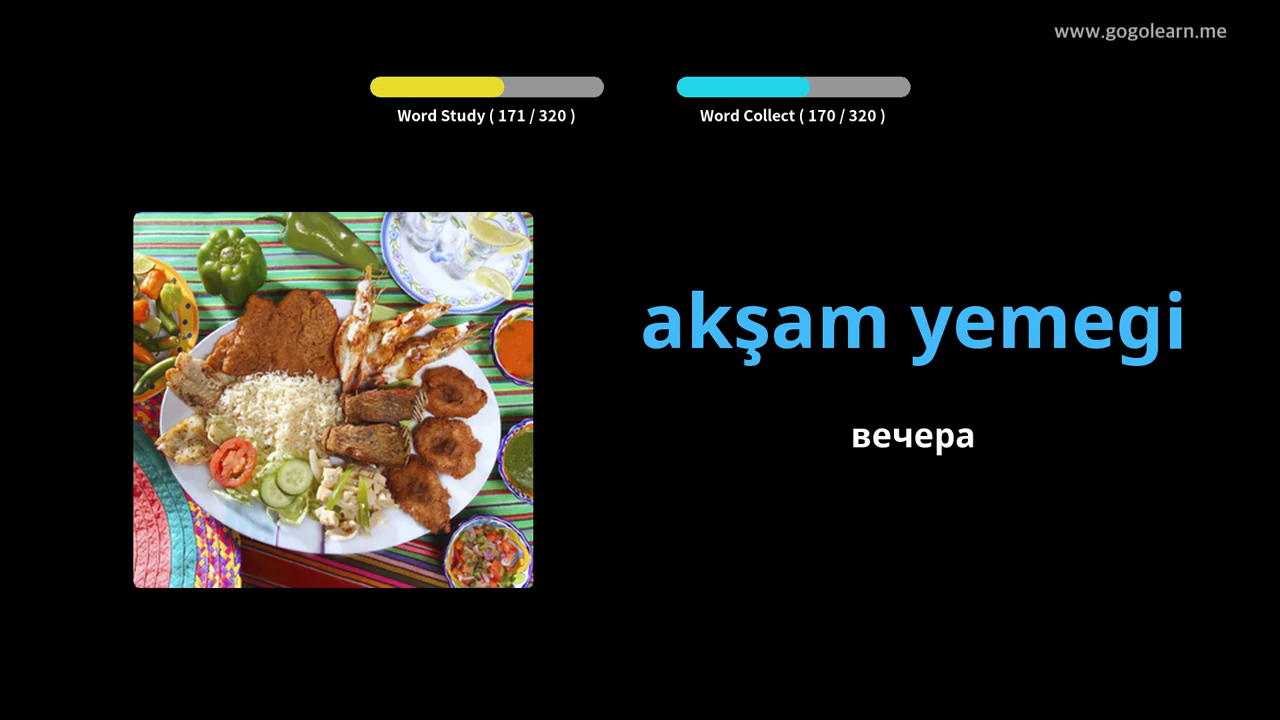 www.gogolearn.me
Word Study ( 171 / 320 )
Word Collect ( 170 / 320 )
akşam yemegi
вечера